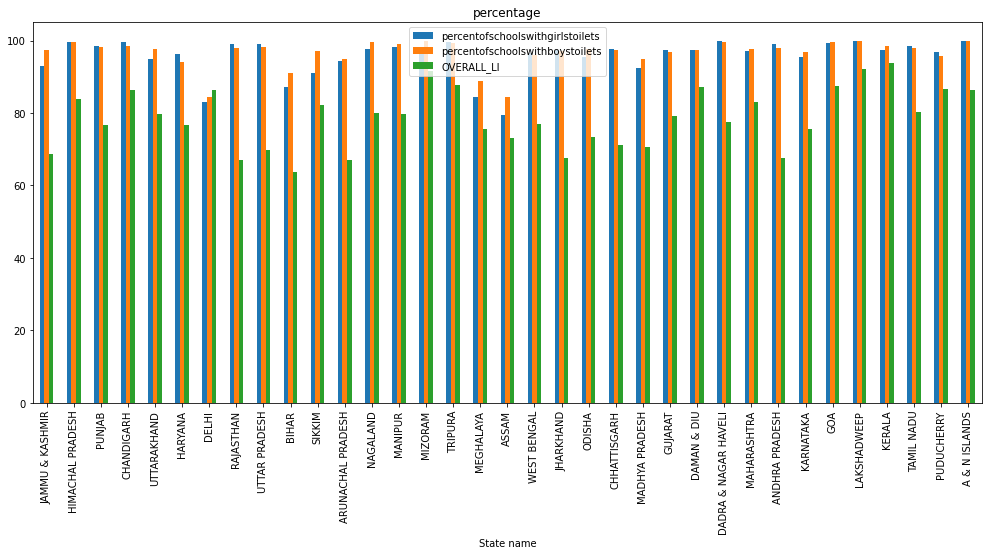 percentage
percentofschoolswithgirlstoilets
percentofschoolswithboystoilets
OVERALL_LI
100
80
60
40
20
0
JAMMU & KASHMIR
HIMACHAL PRADESH
PUNJAB
CHANDIGARH
UTTARAKHAND
HARYANA
DELHI
RAJASTHAN
UTTAR PRADESH
BIHAR
SIKKIM
ARUNACHAL PRADESH
NAGALAND
MANIPUR
MIZORAM
TRIPURA
MEGHALAYA
ASSAM
WEST BENGAL
JHARKHAND
ODISHA
CHHATTISGARH
MADHYA PRADESH
GUJARAT
DAMAN & DIU
DADRA & NAGAR HAVELI
MAHARASHTRA
ANDHRA PRADESH
KARNATAKA
GOA
LAKSHADWEEP
KERALA
TAMIL NADU
PUDUCHERRY
A & N ISLANDS
State name